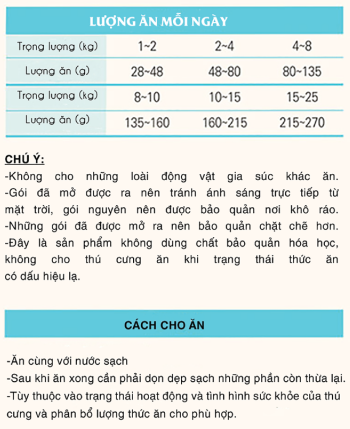 LƯỢNG ĂN MỖI NGÀY
Trọng lượng (kg) 1~2 2~4 4~8
Lượng ăn (g) 28~48 48~80 80~135
Trọng lượng (kg) 8~10 10~15 15~25
Lượng ăn (g) 135~160 160~215 215~270
CHÚ Ý:
-Không cho những loài động vật gia súc khác ăn.
-Gói đã mở được ra nên tránh ánh sáng trực tiếp từ
mặt trời, gói nguyên nên được bảo quản nơi khô ráo.
-Những gói đã được mở ra nên bảo quản chặt chẽ hơn.
-Đây là sản phẩm không dùng chất bảo quản hóa học,
không cho thú cưng ăn khi trạng thái thức ăn
có dấu hiệu lạ.
CÁCH CHO ĂN
-Ăn cùng với nước sạch
-Sau khi ăn xong cần phải dọn dẹp sạch những phần còn thừa lại.
-Tùy thuộc vào trạng thái hoạt động và tình hình sức khỏe của thú
cưng và phân bổ lượng thức ăn cho phù hợp.